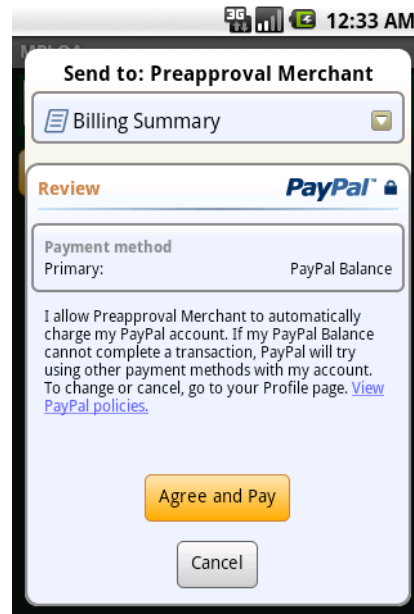 3G 12:33 AM
Send to: Preapproval Merchant
Billing Summary
Review PayPal™
Payment method
Primary: PayPal Balance
I allow Preapproval Merchant to automatically
charge my PayPal account. If my PayPal Balance
cannot complete a transaction, PayPal will try
using other payment methods with my account.
To change or cancel, go to your Profile page. View
PayPal policies.
Agree and Pay
Cancel